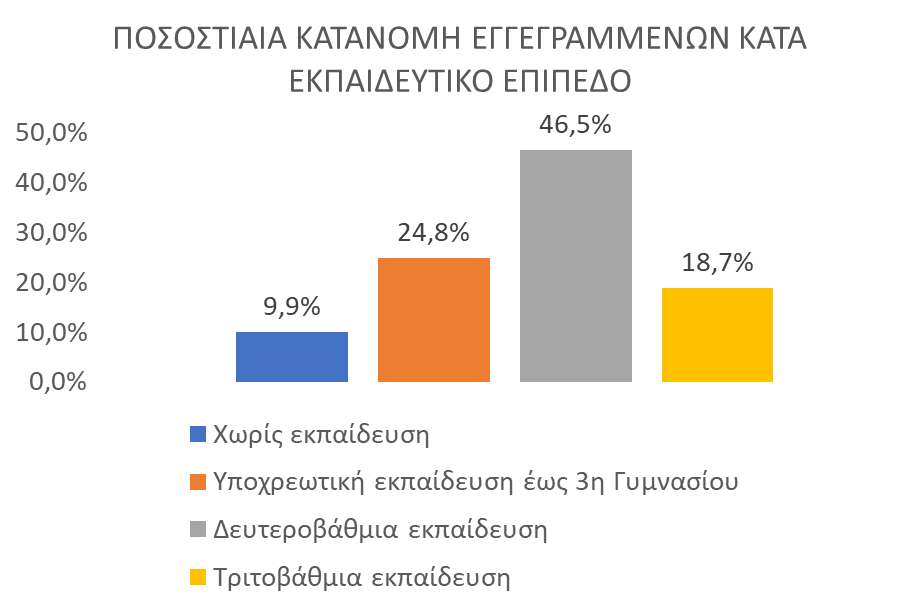 ΠΟΣΟΣΤΙΑΙΑ ΚΑΤΑΝΟΜΗ ΕΓΓΕΓΡΑΜΜΕΝΩΝ ΚΑΤΑ
ΕΚΠΑΙΔΕΥΤΙΚΟ ΕΠΙΠΕΔΟ
50,0%
40,0%
30,0%
20,0%
10,0%
0,0%
9,9%
24,8%
46,5%
18,7%
Χωρίς εκπαίδευση
Υποχρεωτική εκπαίδευση έως 3η Γυμνασίου
Δευτεροβάθμια εκπαίδευση
Τριτοβάθμια εκπαίδευση